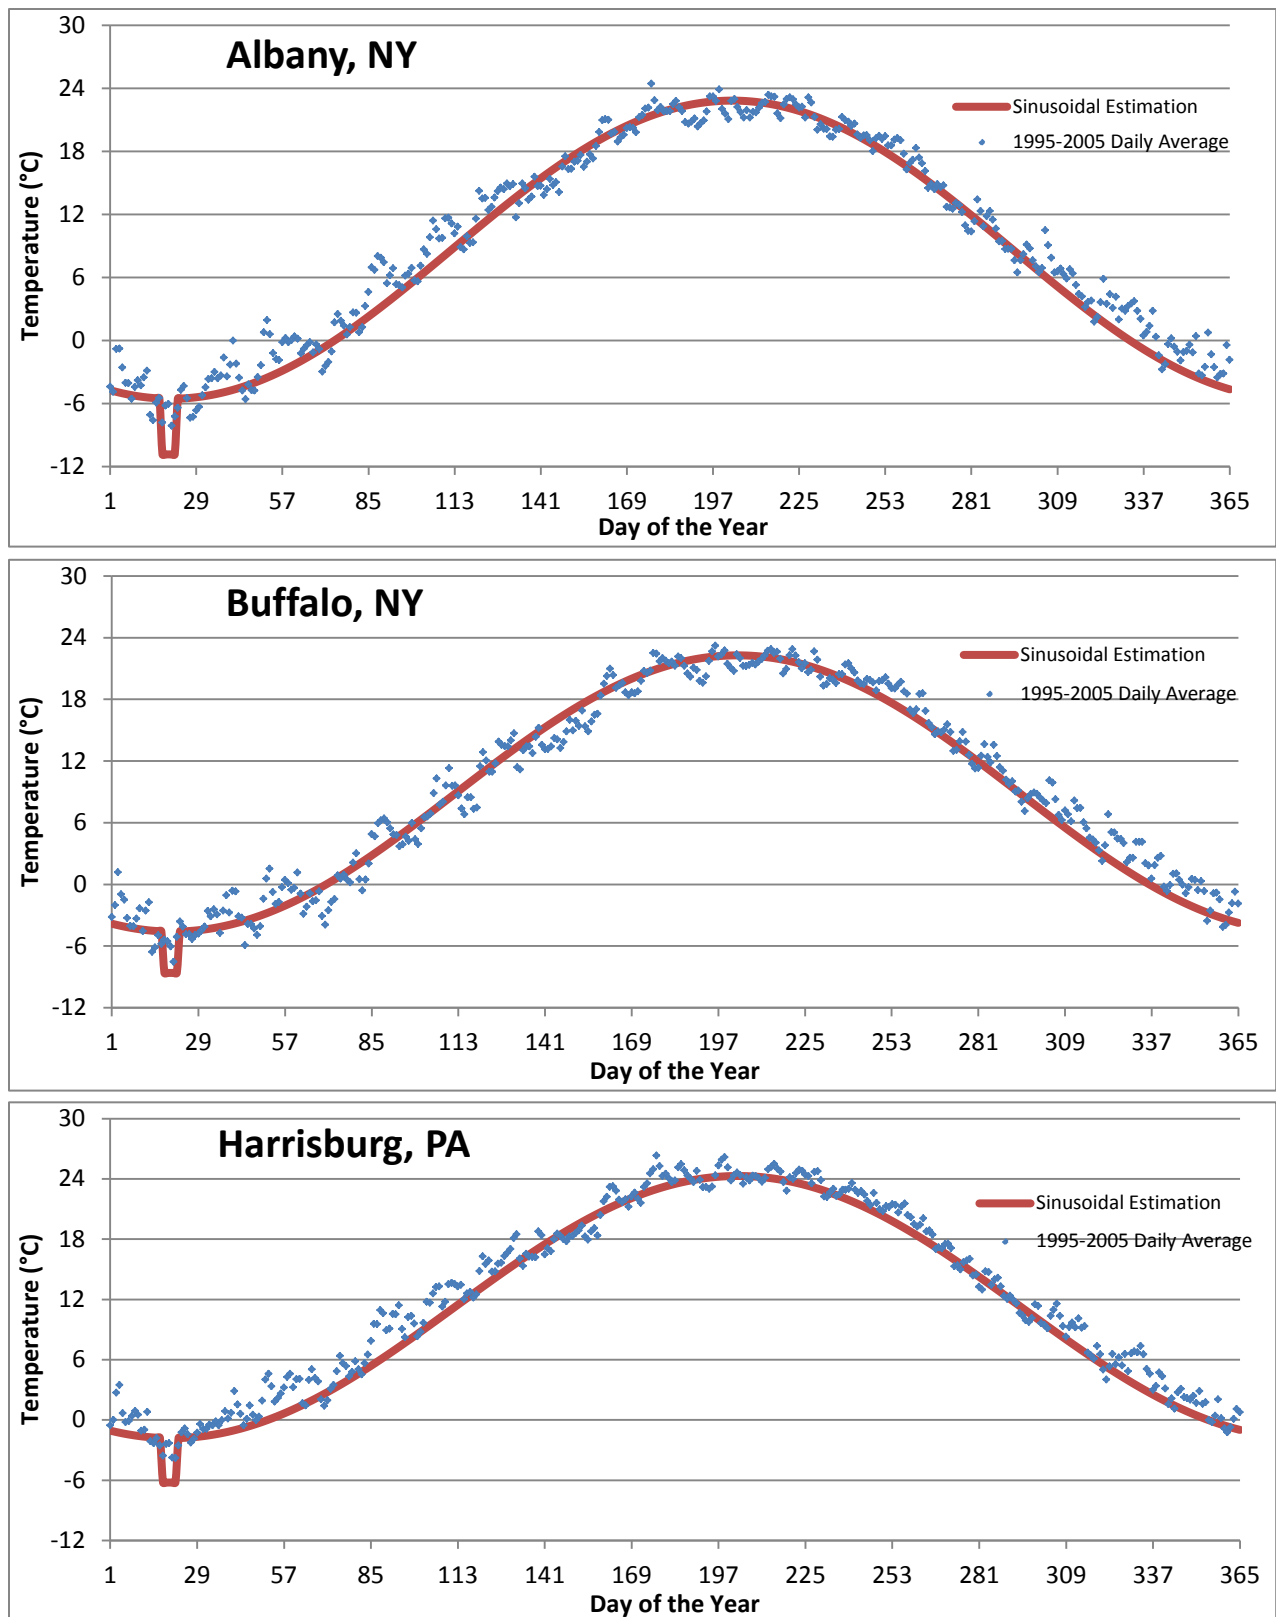 Albany, NY
30
24
18
12
6
0
-6
-12
Temperature (°C)
Sinusoidal Estimation
1995-2005 Daily Average
1 29 57 85 113 141 169 197 225 253 281 309 337 365
Day of the Year
Buffalo, NY
30
24
18
12
6
0
-6
-12
Temperature (°C)
Sinusoidal Estimation
1995-2005 Daily Average
1 29 57 85 113 141 169 197 225 253 281 309 337 365
Day of the Year
Harrisburg, PA
30
24
18
12
6
0
-6
-12
Temperature (°C)
Sinusoidal Estimation
1995-2005 Daily Average
1 29 57 85 113 141 169 197 225 253 281 309 337 365
Day of the Year